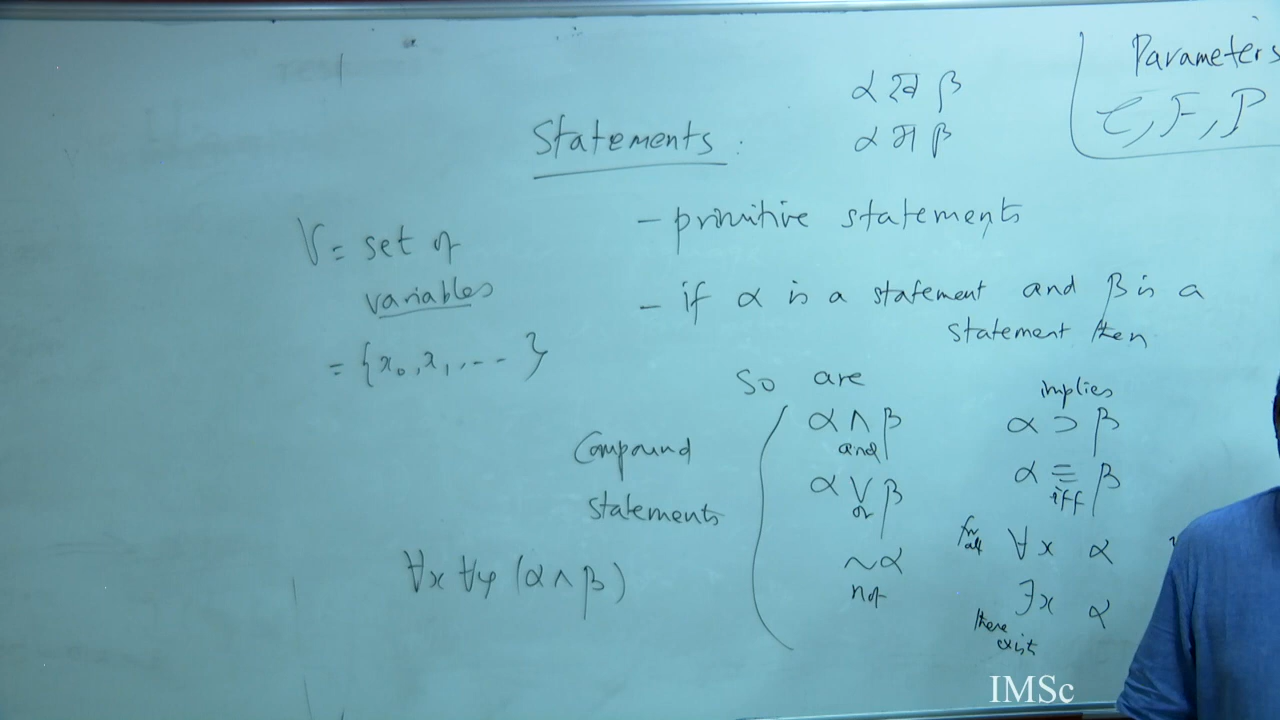 Parameters
C, F, P
α ख β
α ग β
Statements :
V = set of
variables
= {x₀, x₁, ... }
- primitive statements
- if α is a statement and β is a
statement then
so are
Compound
statements
α ∧ β
and
α ∨ β
or
~α
not
implies
α ⊃ β
α ≡ β
iff
for all ∀x α
∃x α
there exist
∀x ∀y (α ∧ β)
IMSc